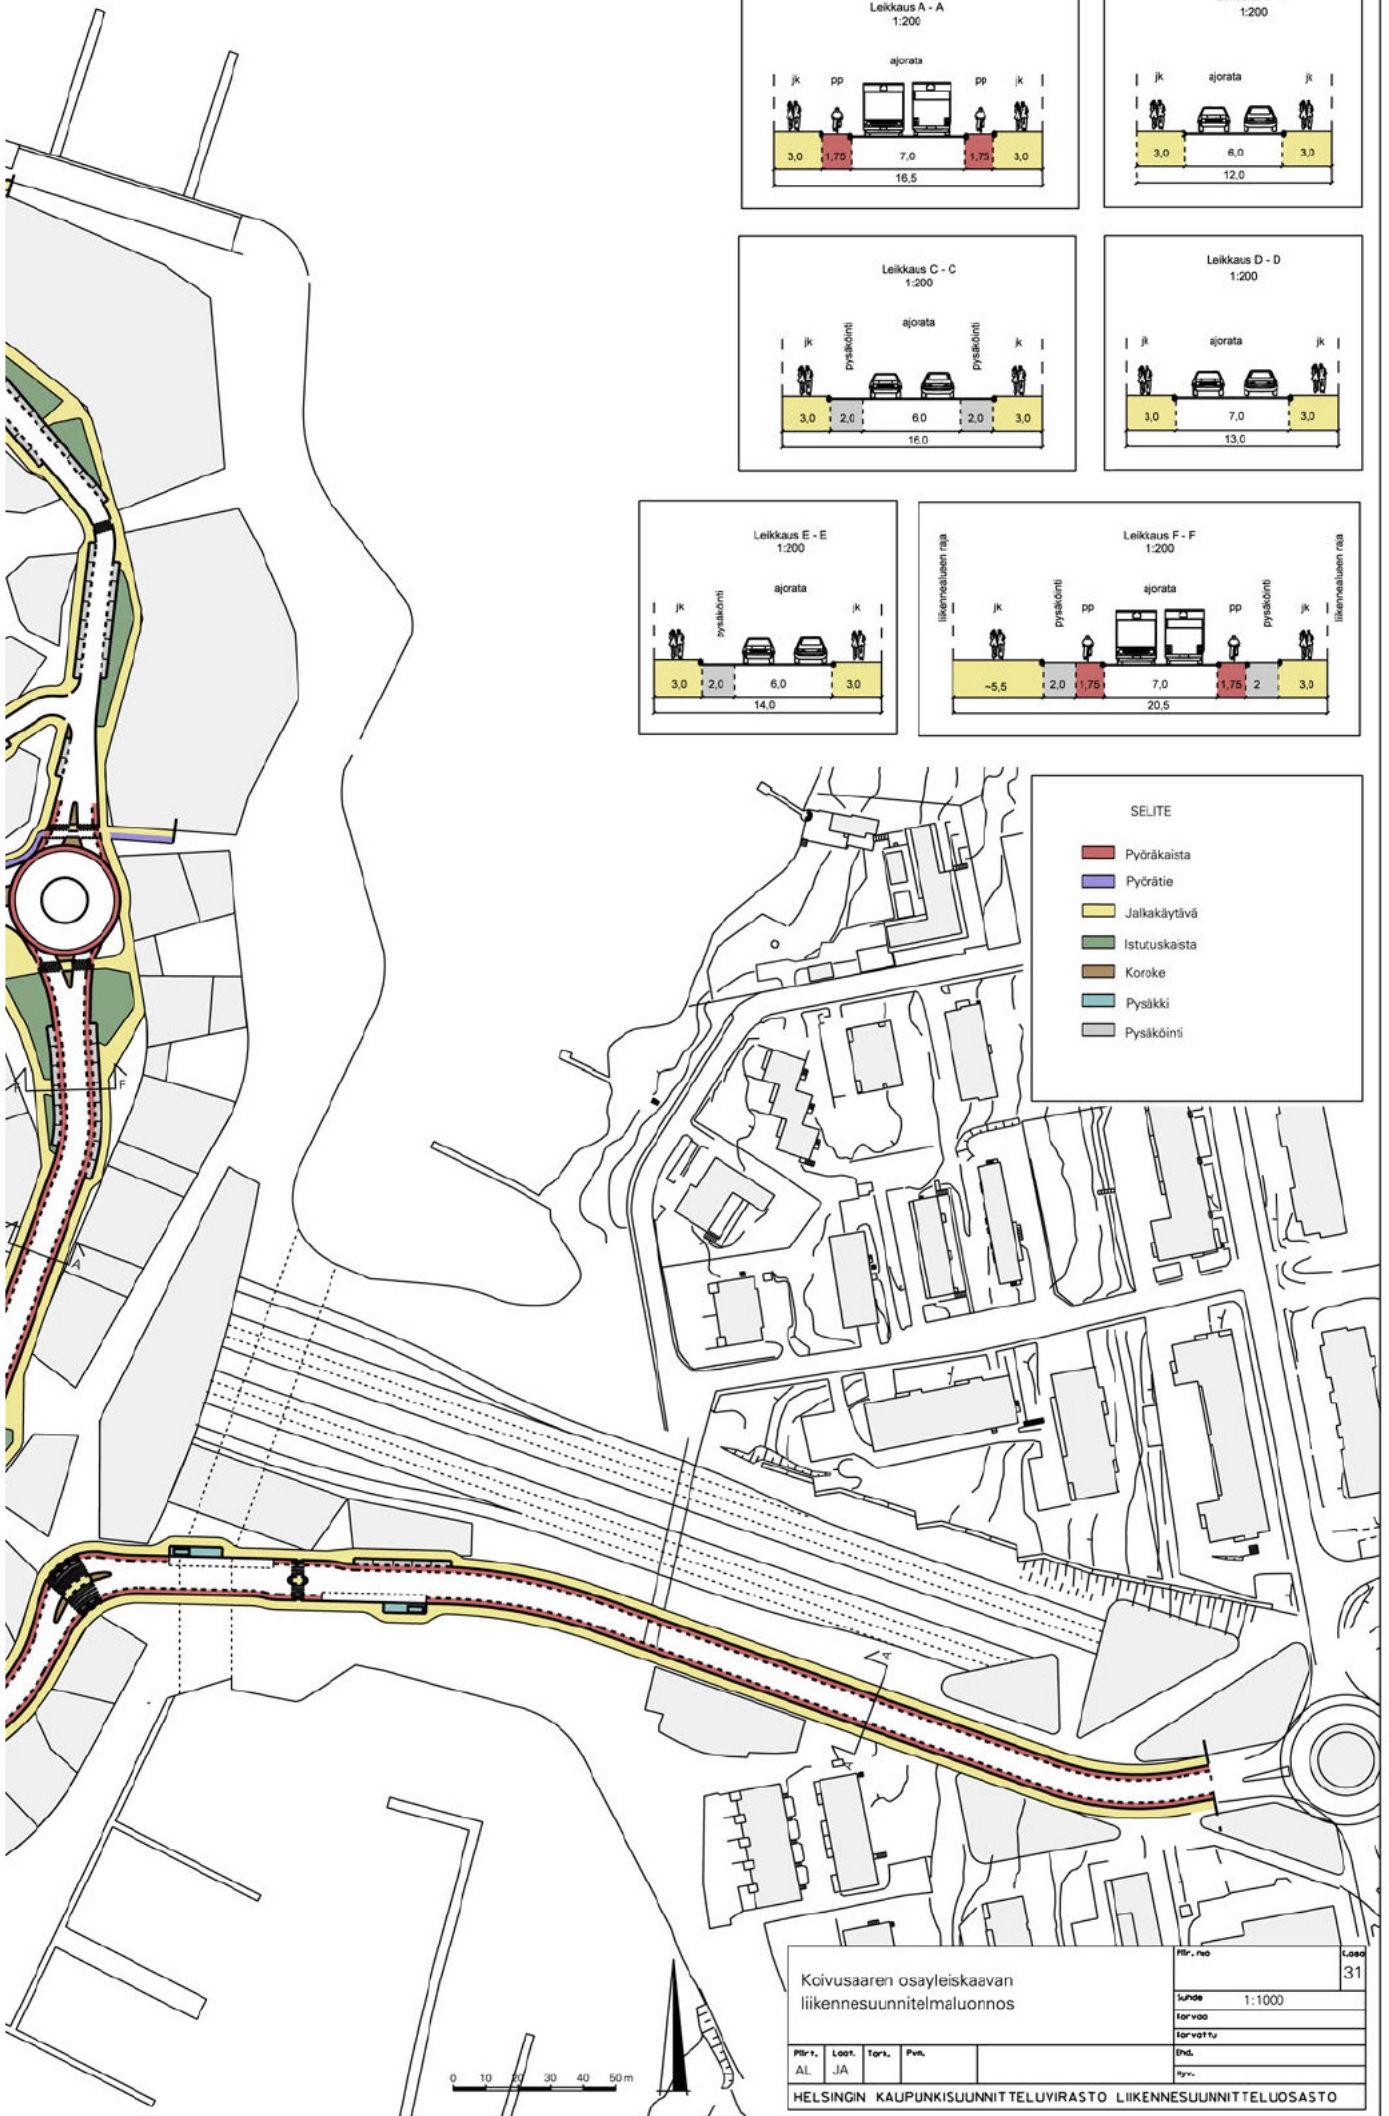 Leikkaus A - A
1:200
ajorata
jk pp pp jk
3,0 1,75 7,0 1,75 3,0
16,5
1:200
jk ajorata jk
3,0 6,0 3,0
12,0
Leikkaus C - C
1:200
ajorata
jk pysäköinti pysäköinti jk
3,0 2,0 6,0 2,0 3,0
16,0
Leikkaus D - D
1:200
jk ajorata jk
3,0 7,0 3,0
13,0
Leikkaus E - E
1:200
ajorata
jk pysäköinti jk
3,0 2,0 6,0 3,0
14,0
Leikkaus F - F
1:200
ajorata
liikennealueen raja jk pysäköinti pp pp pysäköinti jk liikennealueen raja
~5,5 2,0 1,75 7,0 1,75 2 3,0
20,5
SELITE
Pyöräkaista
Pyörätie
Jalkakäytävä
Istutuskaista
Koroke
Pysäkki
Pysäköinti
F F
A
A
A
0 10 20 30 40 50 m
Koivusaaren osayleiskaavan
liikennesuunnitelmaluonnos
Piir. no
31
Suhde 1:1000
Korvaa
Korvattu
Piirt. Laat. Tark. Pvm.
AL JA
Ehd.
Hyv.
HELSINGIN KAUPUNKISUUNNITTELUVIRASTO LIIKENNESUUNNITTELUOSASTO